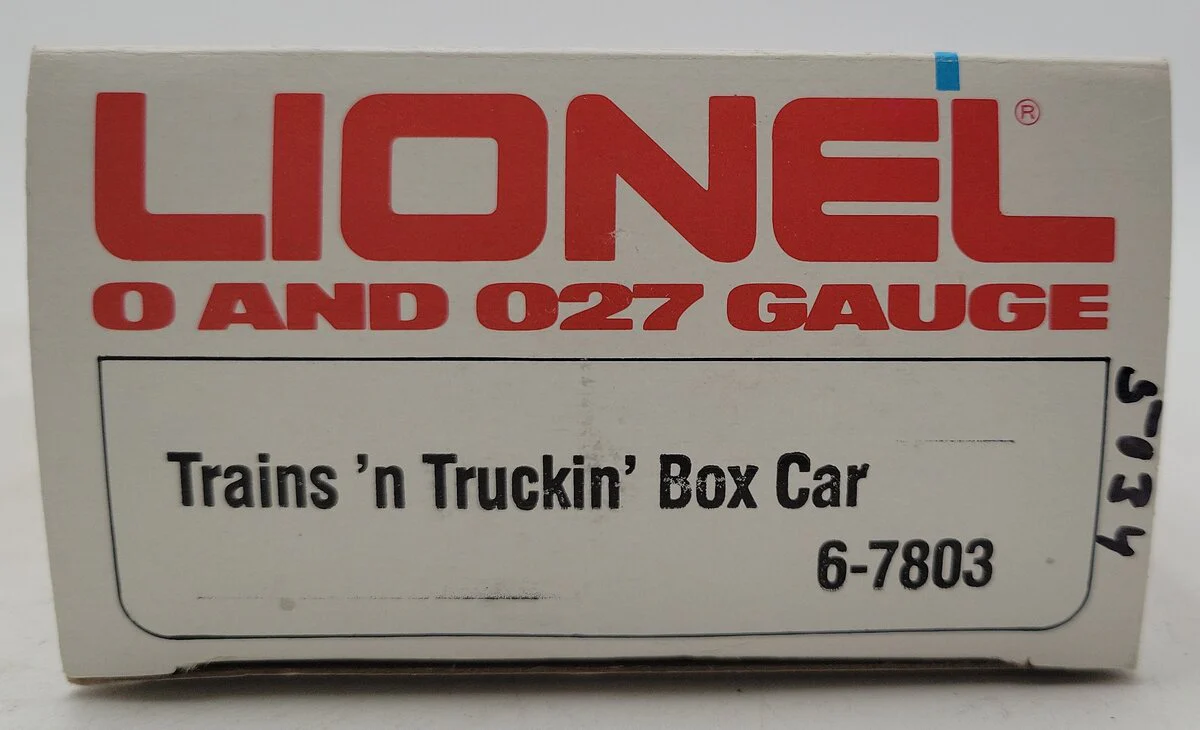 LIONEL®
O AND O27 GAUGE
Trains 'n Truckin' Box Car
6-7803
5-034